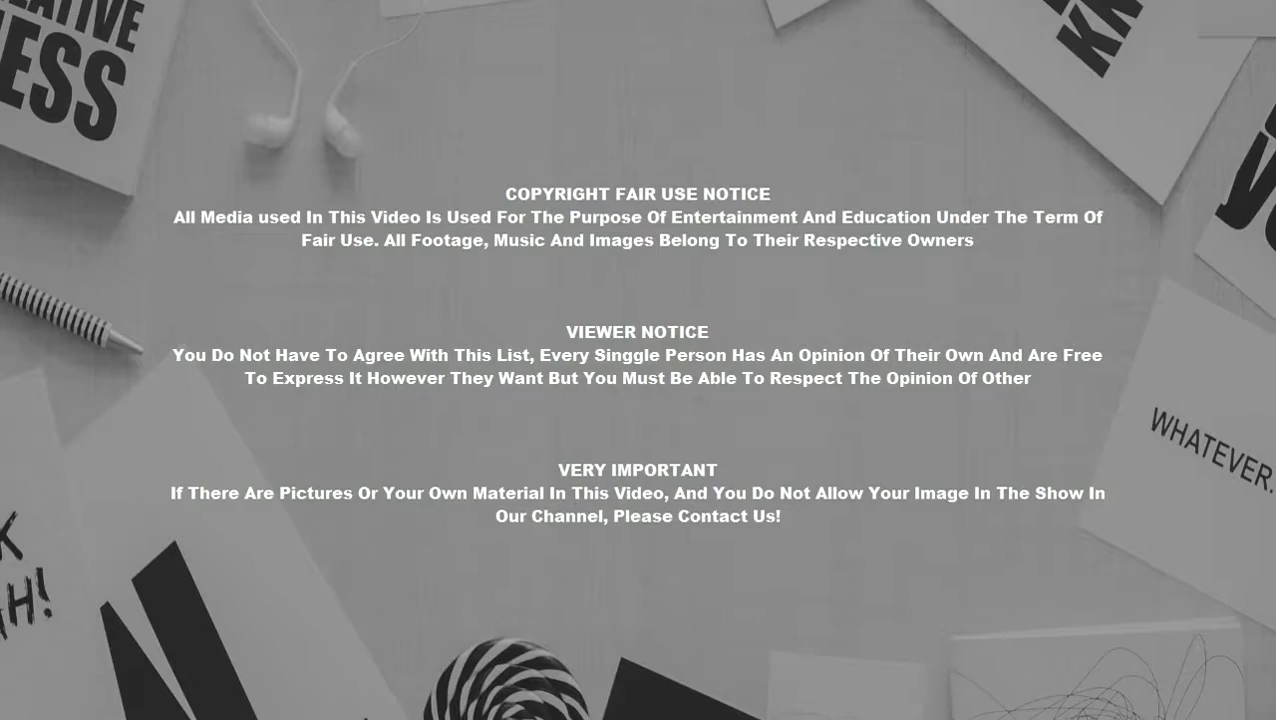 EATIVE
NESS
KN
COPYRIGHT FAIR USE NOTICE
All Media used In This Video Is Used For The Purpose Of Entertainment And Education Under The Term Of
Fair Use. All Footage, Music And Images Belong To Their Respective Owners
VIEWER NOTICE
You Do Not Have To Agree With This List, Every Singgle Person Has An Opinion Of Their Own And Are Free
To Express It However They Want But You Must Be Able To Respect The Opinion Of Other
WHATEVER.
VERY IMPORTANT
If There Are Pictures Or Your Own Material In This Video, And You Do Not Allow Your Image In The Show In
Our Channel, Please Contact Us!